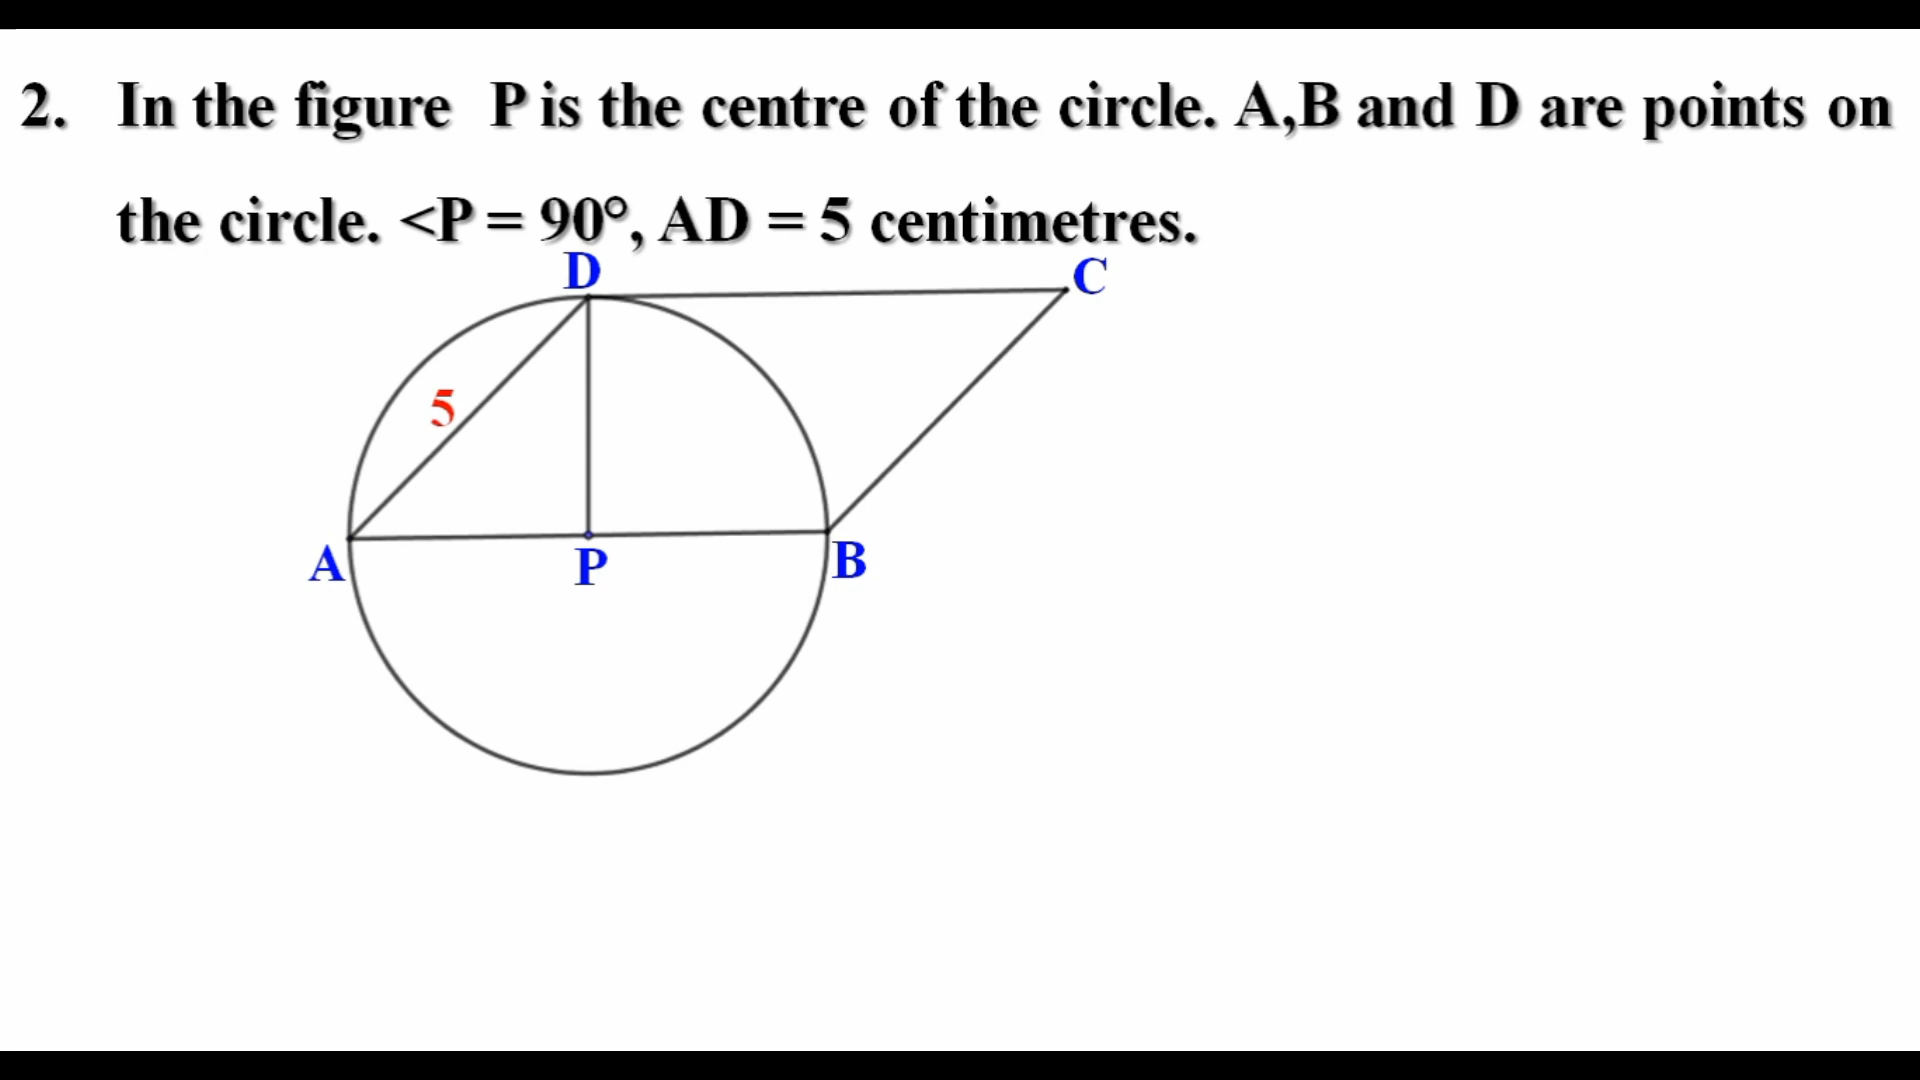 2. In the figure P is the centre of the circle. A,B and D are points on
the circle. <P = 90°, AD = 5 centimetres.
D
C
5
A
P
B